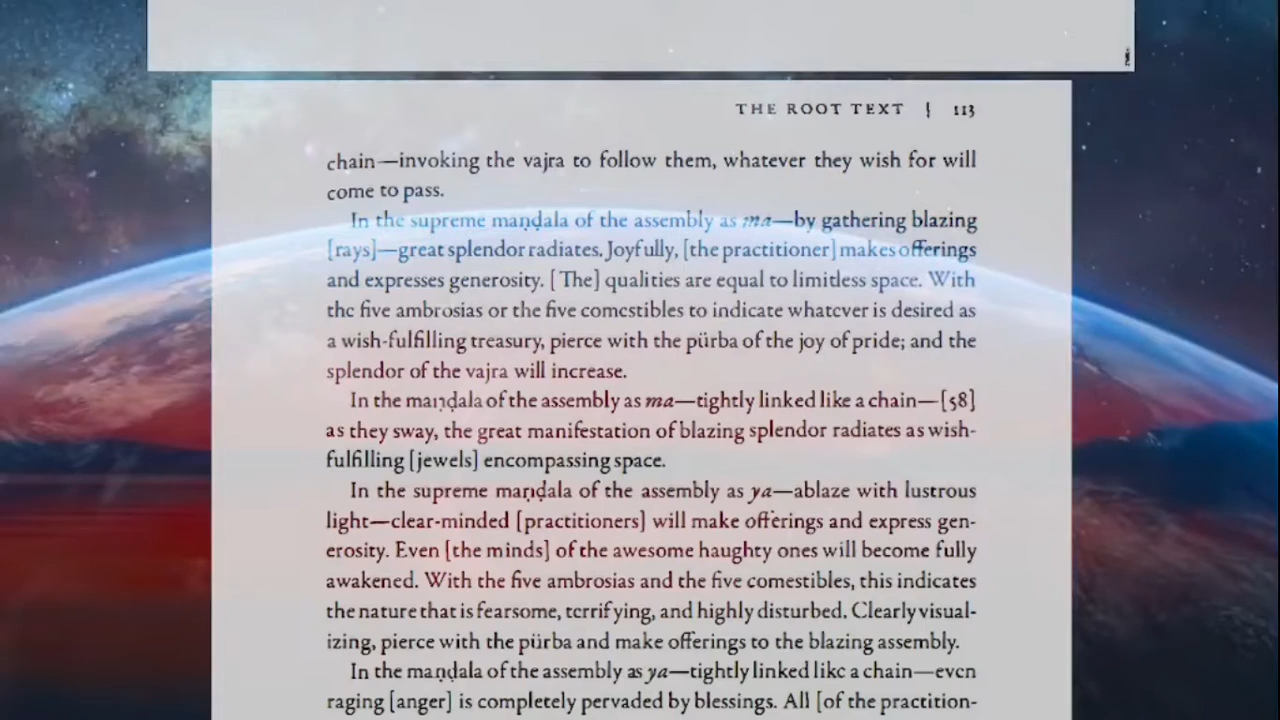 THE ROOT TEXT | 113
chain—invoking the vajra to follow them, whatever they wish for will
come to pass.
In the supreme maṇḍala of the assembly as ma—by gathering blazing
[rays]—great splendor radiates. Joyfully, [the practitioner] makes offerings
and expresses generosity. [The] qualities are equal to limitless space. With
the five ambrosias or the five comestibles to indicate whatever is desired as
a wish-fulfilling treasury, pierce with the pürba of the joy of pride; and the
splendor of the vajra will increase.
In the maṇḍala of the assembly as ma—tightly linked like a chain—[58]
as they sway, the great manifestation of blazing splendor radiates as wish-
fulfilling [jewels] encompassing space.
In the supreme maṇḍala of the assembly as ya—ablaze with lustrous
light—clear-minded [practitioners] will make offerings and express gen-
erosity. Even [the minds] of the awesome haughty ones will become fully
awakened. With the five ambrosias and the five comestibles, this indicates
the nature that is fearsome, terrifying, and highly disturbed. Clearly visual-
izing, pierce with the pürba and make offerings to the blazing assembly.
In the maṇḍala of the assembly as ya—tightly linked like a chain—even
raging [anger] is completely pervaded by blessings. All [of the practition-